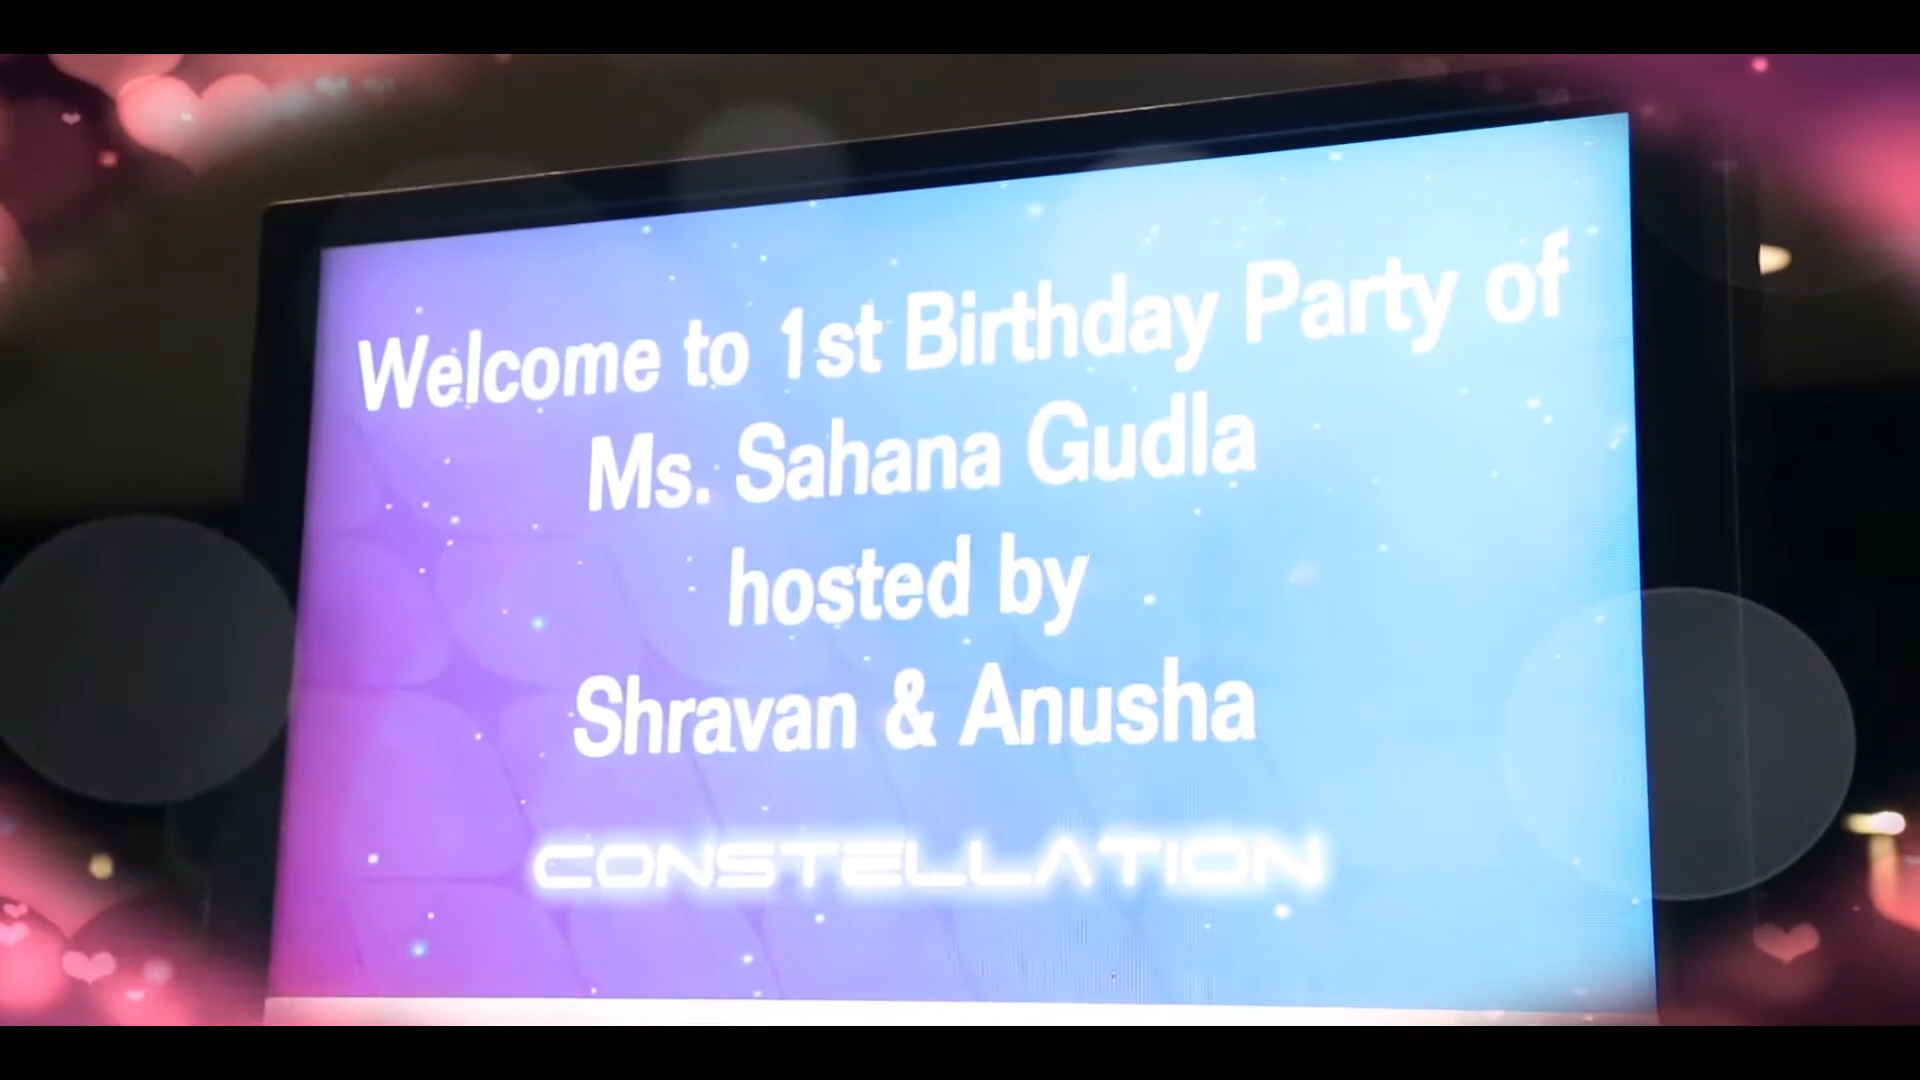 Welcome to 1st Birthday Party of
Ms. Sahana Gudla
hosted by
Shravan & Anusha
CONSTELLATION